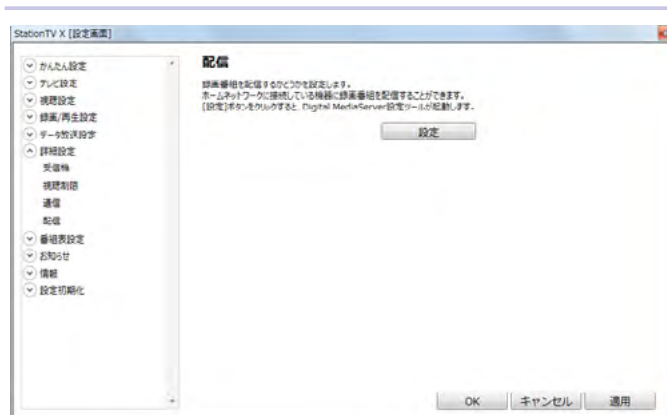 StationTV X [設定画面]
かんたん設定
テレビ設定
視聴設定
録画/再生設定
データ放送設定
詳細設定
受信機
視聴制限
通信
配信
番組表設定
お知らせ
情報
設定初期化
配信
録画番組を配信するかどうかを設定します。
ホームネットワークに接続している機器に録画番組を配信することができます。
[設定]ボタンをクリックすると、Digital MediaServer設定ツールが起動します。
設定
OK
キャンセル
適用